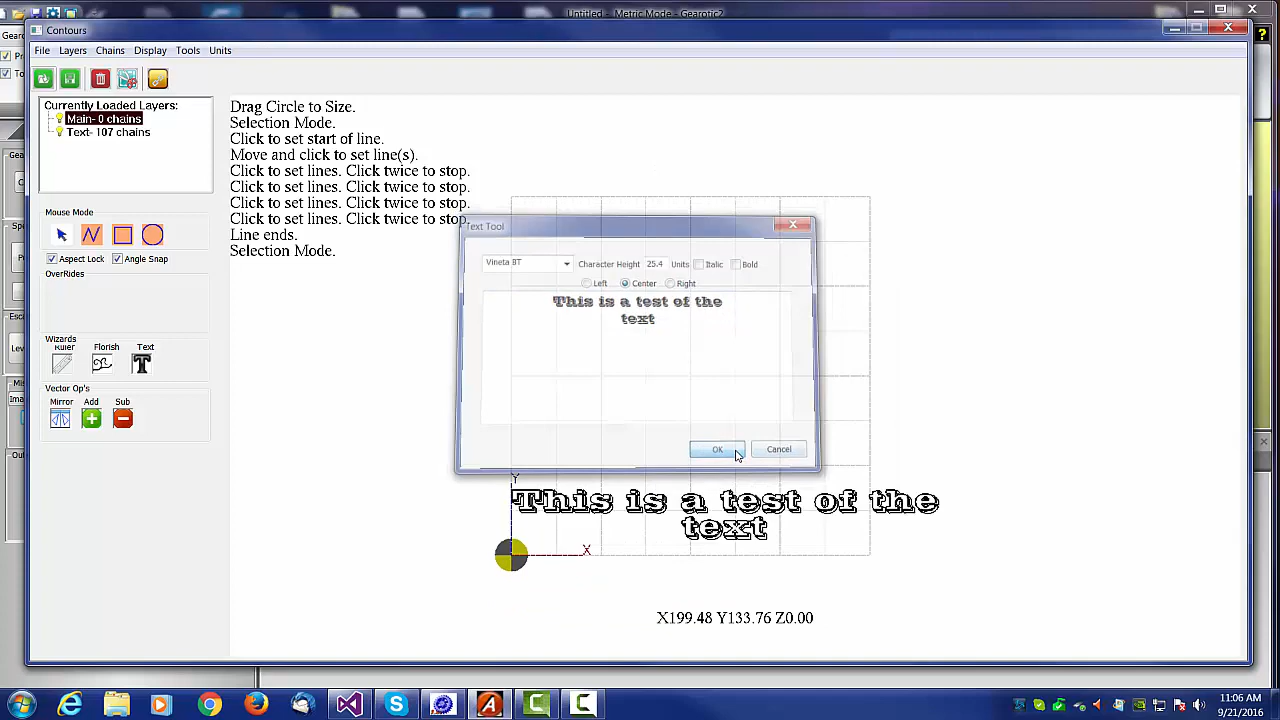 Untitled - Metric Mode - Gearotic2
Contours
File Layers Chains Display Tools Units
Currently Loaded Layers:
Main- 0 chains
Text- 107 chains
Mouse Mode
Aspect Lock
Angle Snap
OverRides
Wizards
Ruler
Florish
Text
Vector Op's
Mirror
Add
Sub
Drag Circle to Size.
Selection Mode.
Click to set start of line.
Move and click to set line(s).
Click to set lines. Click twice to stop.
Click to set lines. Click twice to stop.
Click to set lines. Click twice to stop.
Click to set lines. Click twice to stop.
Line ends.
Selection Mode.
Text Tool
Vineta BT
Character Height 25.4 Units
Italic
Bold
Left
Center
Right
This is a test of the
text
OK
Cancel
Y
This is a test of the
text
X
X199.48 Y133.76 Z0.00
11:06 AM
9/21/2016